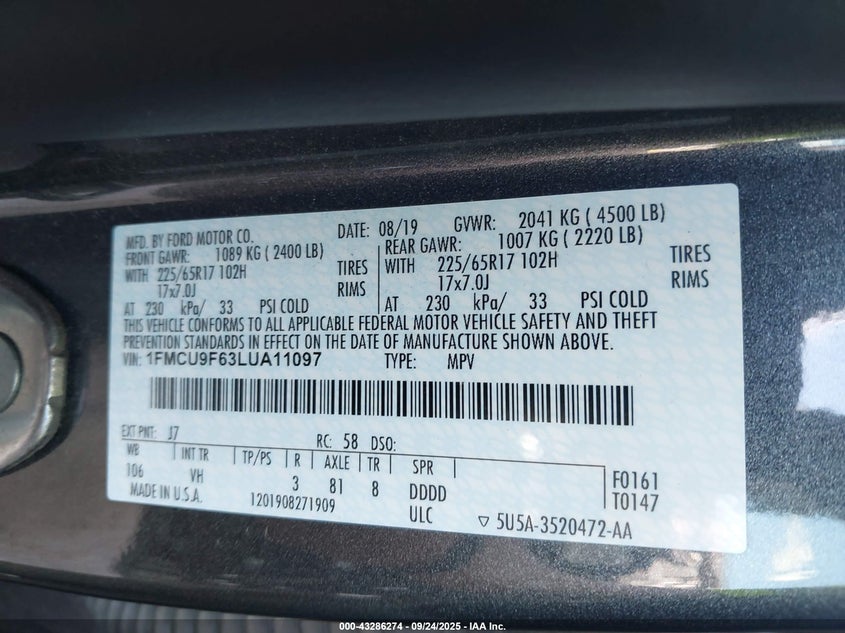 MFD. BY FORD MOTOR CO.
DATE: 08/19 GVWR: 2041 KG ( 4500 LB)
FRONT GAWR: 1089 KG ( 2400 LB)
WITH 225/65R17 102H TIRES
17x7.0J RIMS
AT 230 kPa/ 33 PSI COLD
REAR GAWR: 1007 KG ( 2220 LB)
WITH 225/65R17 102H TIRES
17x7.0J RIMS
AT 230 kPa/ 33 PSI COLD
THIS VEHICLE CONFORMS TO ALL APPLICABLE FEDERAL MOTOR VEHICLE SAFETY AND THEFT
PREVENTION STANDARDS IN EFFECT ON THE DATE OF MANUFACTURE SHOWN ABOVE.
VIN: 1FMCU9F63LUA11097 TYPE: MPV
EXT PNT: J7 RC: 58 DSO:
WB INT TR TP/PS R AXLE TR SPR
106 VH 3 81 8 DDDD
F0161
T0147
MADE IN U.S.A. 1201908271909 ULC
▽ 5U5A-3520472-AA
000-43286274 - 09/24/2025 - IAA Inc.